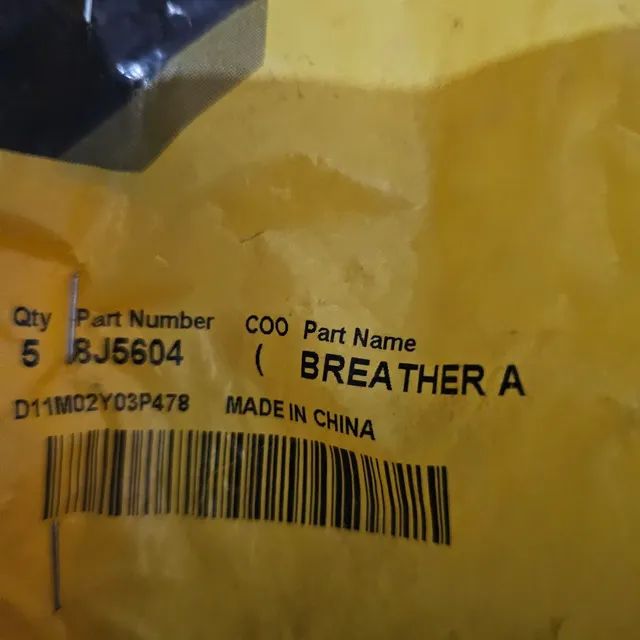 Qty Part Number COO Part Name
5 8J5604 ( BREATHER A
D11M02Y03P478 MADE IN CHINA